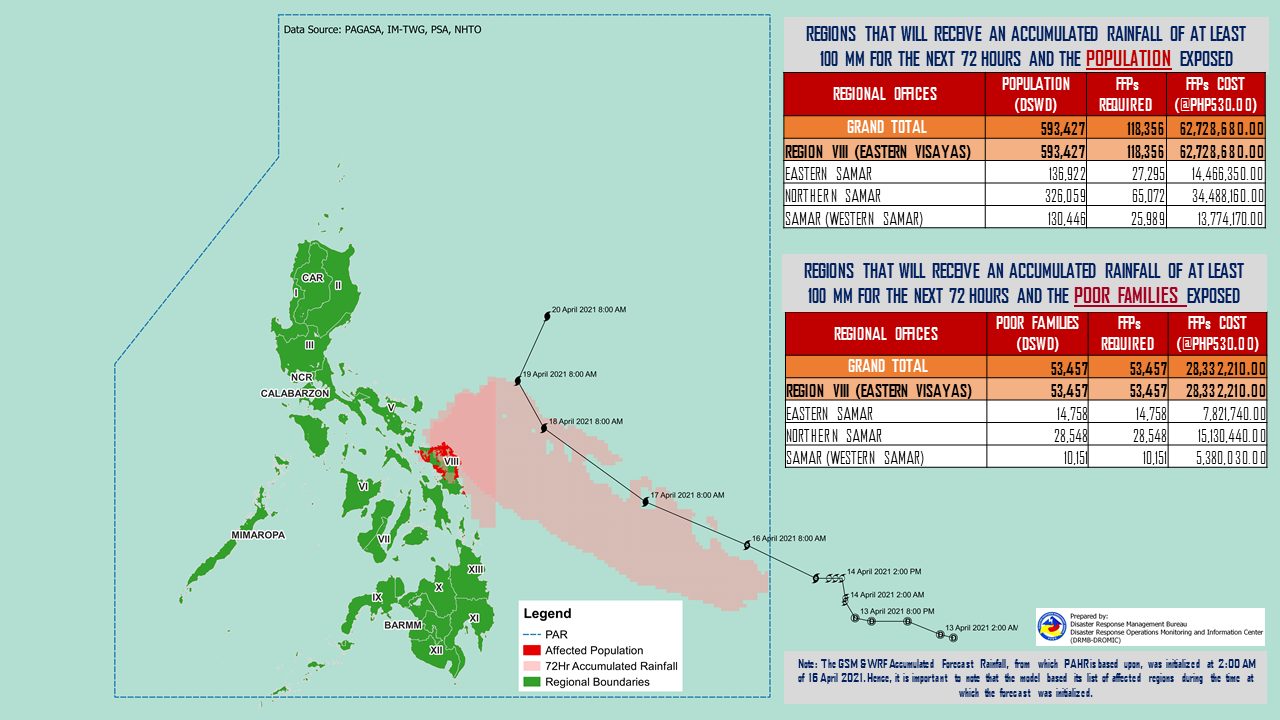 Data Source: PAGASA, IM-TWG, PSA, NHTO
REGIONS THAT WILL RECEIVE AN ACCUMULATED RAINFALL OF AT LEAST
100 MM FOR THE NEXT 72 HOURS AND THE POPULATION EXPOSED
REGIONAL OFFICES POPULATION (DSWD) FFPs REQUIRED FFPs COST (@PHP530.00)
GRAND TOTAL 593,427 118,356 62,728,680.00
REGION VIII (EASTERN VISAYAS) 593,427 118,356 62,728,680.00
EASTERN SAMAR 136,922 27,295 14,466,350.00
NORTHERN SAMAR 326,059 65,072 34,488,160.00
SAMAR (WESTERN SAMAR) 130,446 25,989 13,774,170.00
REGIONS THAT WILL RECEIVE AN ACCUMULATED RAINFALL OF AT LEAST
100 MM FOR THE NEXT 72 HOURS AND THE POOR FAMILIES EXPOSED
REGIONAL OFFICES POOR FAMILIES (DSWD) FFPs REQUIRED FFPs COST (@PHP530.00)
GRAND TOTAL 53,457 53,457 28,332,210.00
REGION VIII (EASTERN VISAYAS) 53,457 53,457 28,332,210.00
EASTERN SAMAR 14,758 14,758 7,821,740.00
NORTHERN SAMAR 28,548 28,548 15,130,440.00
SAMAR (WESTERN SAMAR) 10,151 10,151 5,380,030.00
CAR
I
II
III
NCR
CALABARZON
V
VIII
VI
VII
MIMAROPA
XIII
X
IX
XI
BARMM
XII
20 April 2021 8:00 AM
19 April 2021 8:00 AM
18 April 2021 8:00 AM
17 April 2021 8:00 AM
16 April 2021 8:00 AM
14 April 2021 2:00 PM
14 April 2021 2:00 AM
13 April 2021 8:00 PM
13 April 2021 2:00 AM
Legend
PAR
Affected Population
72Hr Accumulated Rainfall
Regional Boundaries
Prepared by:
Disaster Response Management Bureau
Disaster Response Operations Monitoring and Information Center
(DRMB-DROMIC)
Note: The GSM & WRF Accumulated Forecast Rainfall, from which PAHR is based upon, was initialized at 2:00 AM
of 16 April 2021. Hence, it is important to note that the model based its list of affected regions during the time at
which the forecast was initialized.